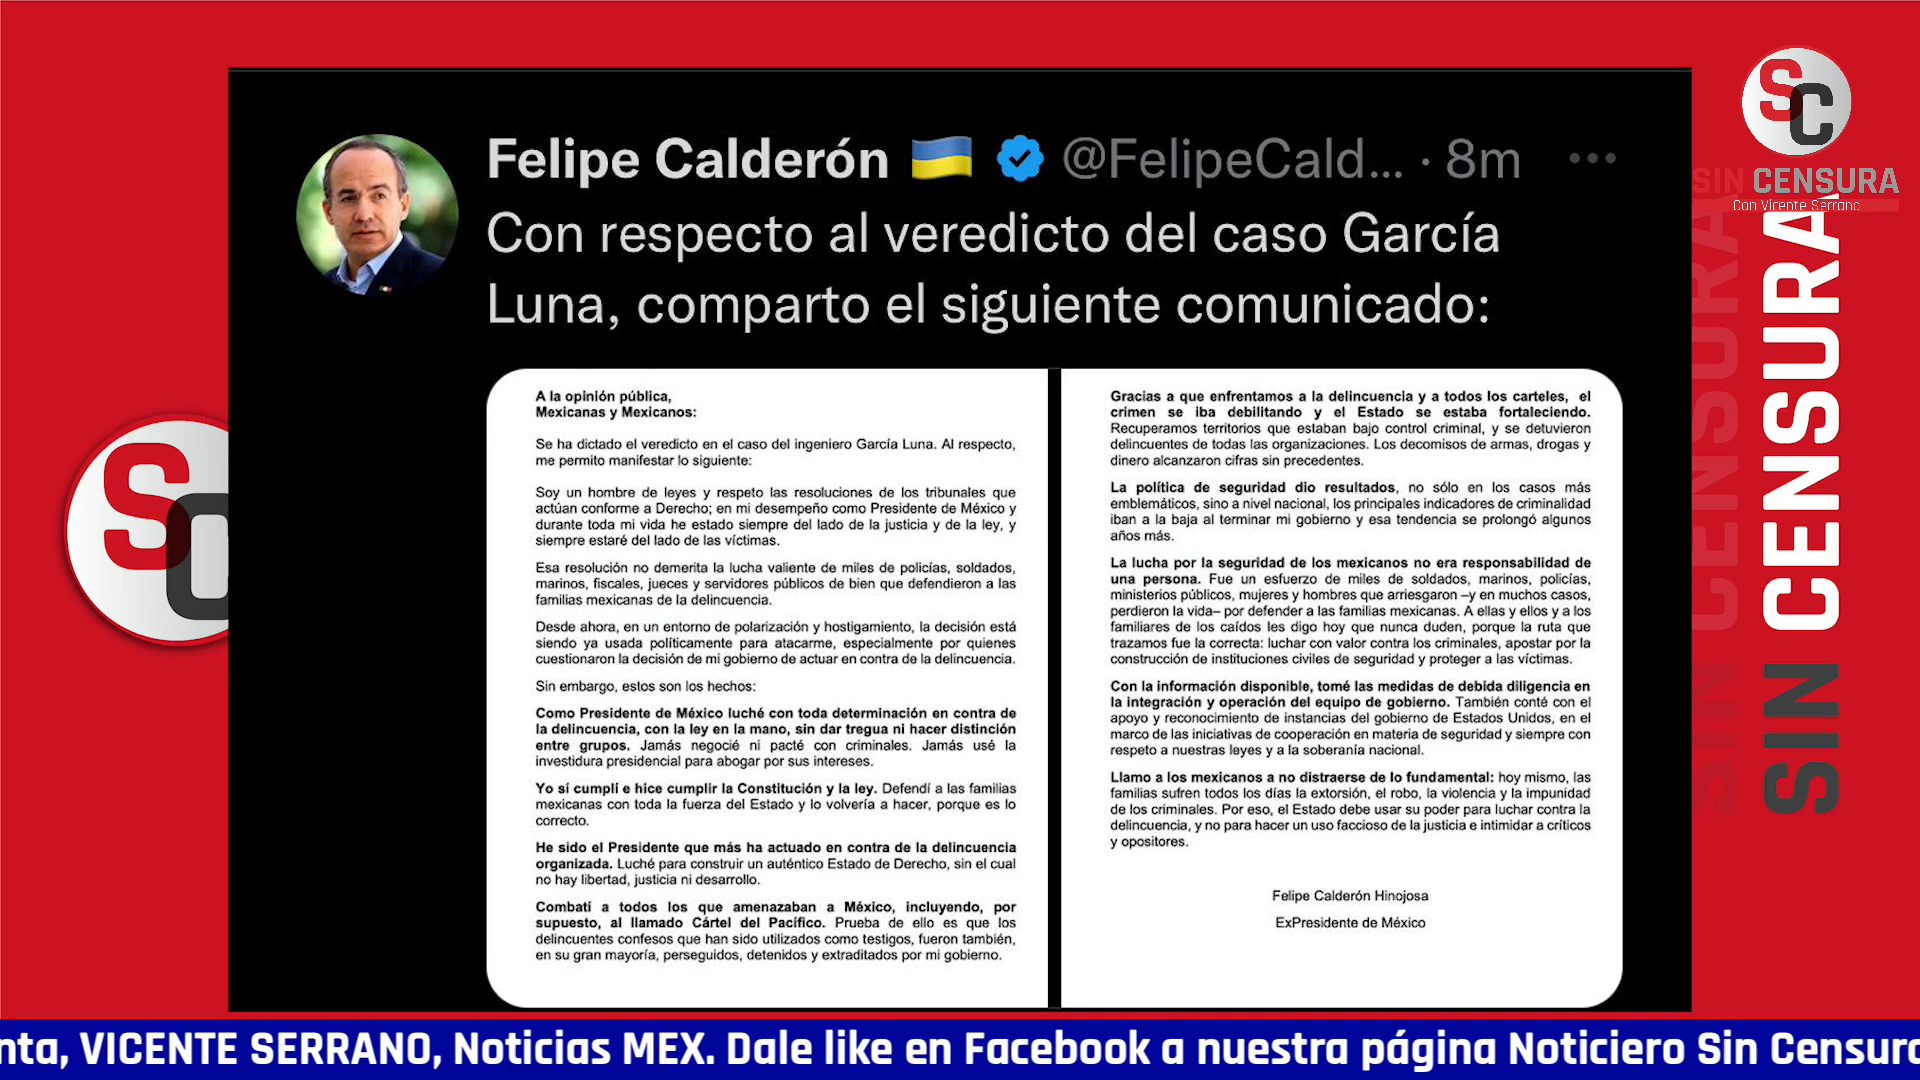 Felipe Calderón @FelipeCald... · 8m
Con respecto al veredicto del caso García
Luna, comparto el siguiente comunicado:
A la opinión pública,
Mexicanas y Mexicanos:
Se ha dictado el veredicto en el caso del ingeniero García Luna. Al respecto,
me permito manifestar lo siguiente:
Soy un hombre de leyes y respeto las resoluciones de los tribunales que
actúan conforme a Derecho; en mi desempeño como Presidente de México y
durante toda mi vida he estado siempre del lado de la justicia y de la ley, y
siempre estaré del lado de las víctimas.
Esa resolución no demerita la lucha valiente de miles de policías, soldados,
marinos, fiscales, jueces y servidores públicos de bien que defendieron a las
familias mexicanas de la delincuencia.
Desde ahora, en un entorno de polarización y hostigamiento, la decisión está
siendo ya usada políticamente para atacarme, especialmente por quienes
cuestionaron la decisión de mi gobierno de actuar en contra de la delincuencia.
Sin embargo, estos son los hechos:
Como Presidente de México luché con toda determinación en contra de
la delincuencia, con la ley en la mano, sin dar tregua ni hacer distinción
entre grupos. Jamás negocié ni pacté con criminales. Jamás usé la
investidura presidencial para abogar por sus intereses.
Yo sí cumplí e hice cumplir la Constitución y la ley. Defendí a las familias
mexicanas con toda la fuerza del Estado y lo volvería a hacer, porque es lo
correcto.
He sido el Presidente que más ha actuado en contra de la delincuencia
organizada. Luché para construir un auténtico Estado de Derecho, sin el cual
no hay libertad, justicia ni desarrollo.
Combatí a todos los que amenazaban a México, incluyendo, por
supuesto, al llamado Cártel del Pacífico. Prueba de ello es que los
delincuentes confesos que han sido utilizados como testigos, fueron también,
en su gran mayoría, perseguidos, detenidos y extraditados por mi gobierno.
Gracias a que enfrentamos a la delincuencia y a todos los carteles, el
crimen se iba debilitando y el Estado se estaba fortaleciendo.
Recuperamos territorios que estaban bajo control criminal, y se detuvieron
delincuentes de todas las organizaciones. Los decomisos de armas, drogas y
dinero alcanzaron cifras sin precedentes.
La política de seguridad dio resultados, no sólo en los casos más
emblemáticos, sino a nivel nacional, los principales indicadores de criminalidad
iban a la baja al terminar mi gobierno y esa tendencia se prolongó algunos
años más.
La lucha por la seguridad de los mexicanos no era responsabilidad de
una persona. Fue un esfuerzo de miles de soldados, marinos, policías,
ministerios públicos, mujeres y hombres que arriesgaron –y en muchos casos,
perdieron la vida– por defender a las familias mexicanas. A ellas y ellos y a los
familiares de los caídos les digo hoy que nunca duden, porque la ruta que
trazamos fue la correcta: luchar con valor contra los criminales, apostar por la
construcción de instituciones civiles de seguridad y proteger a las víctimas.
Con la información disponible, tomé las medidas de debida diligencia en
la integración y operación del equipo de gobierno. También conté con el
apoyo y reconocimiento de instancias del gobierno de Estados Unidos, en el
marco de las iniciativas de cooperación en materia de seguridad y siempre con
respeto a nuestras leyes y a la soberanía nacional.
Llamo a los mexicanos a no distraerse de lo fundamental: hoy mismo, las
familias sufren todos los días la extorsión, el robo, la violencia y la impunidad
de los criminales. Por eso, el Estado debe usar su poder para luchar contra la
delincuencia, y no para hacer un uso faccioso de la justicia e intimidar a críticos
y opositores.
Felipe Calderón Hinojosa
ExPresidente de México
SC
SC
SIN CENSURA
Con Vicente Serrano
SIN CENSURA
SIN CENSURA
nta, VICENTE SERRANO, Noticias MEX. Dale like en Facebook a nuestra página Noticiero Sin Censura